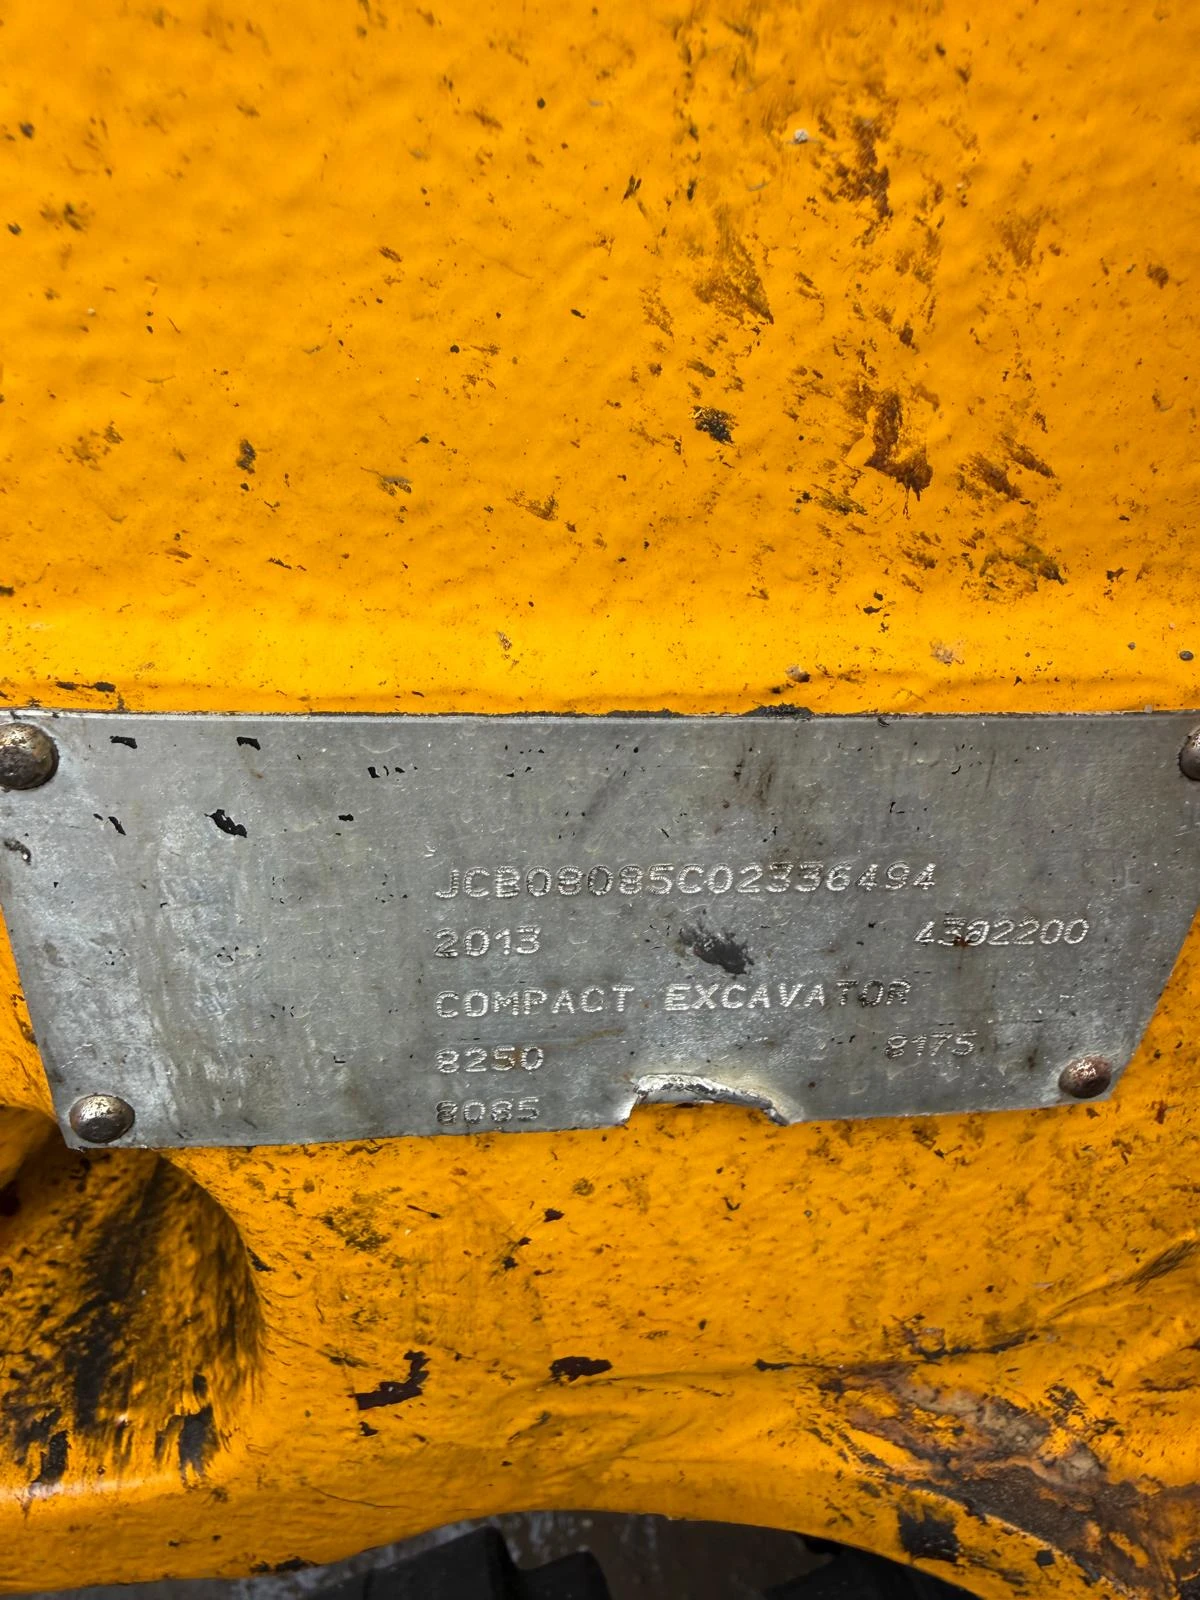 JCB08085C02336494
2013 4302200
COMPACT EXCAVATOR
8250 8175
8085